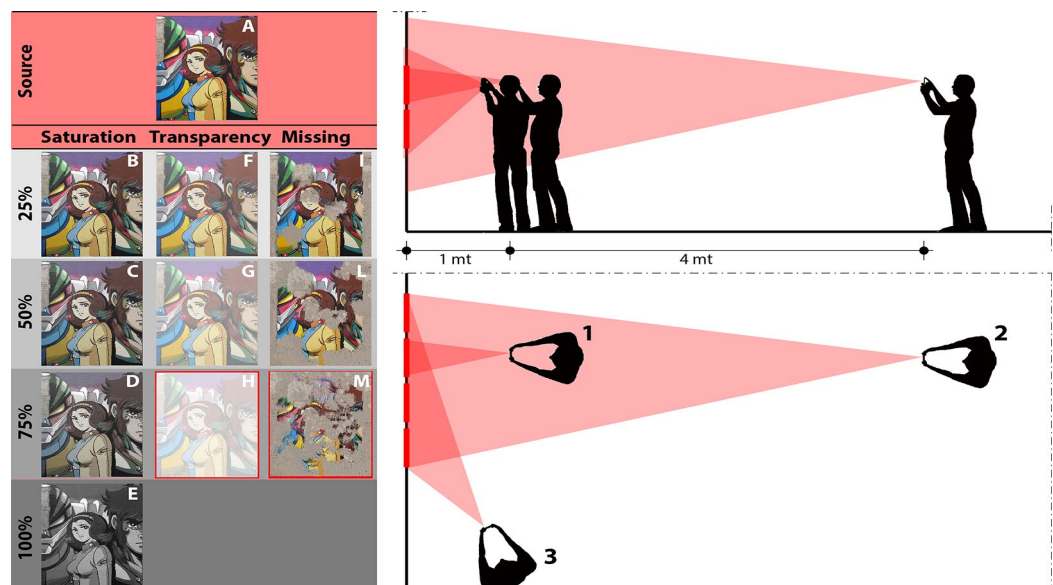 Source
A
Saturation Transparency Missing
25%
B
F
I
50%
C
G
L
75%
D
H
M
100%
E
1 mt
4 mt
1
2
3